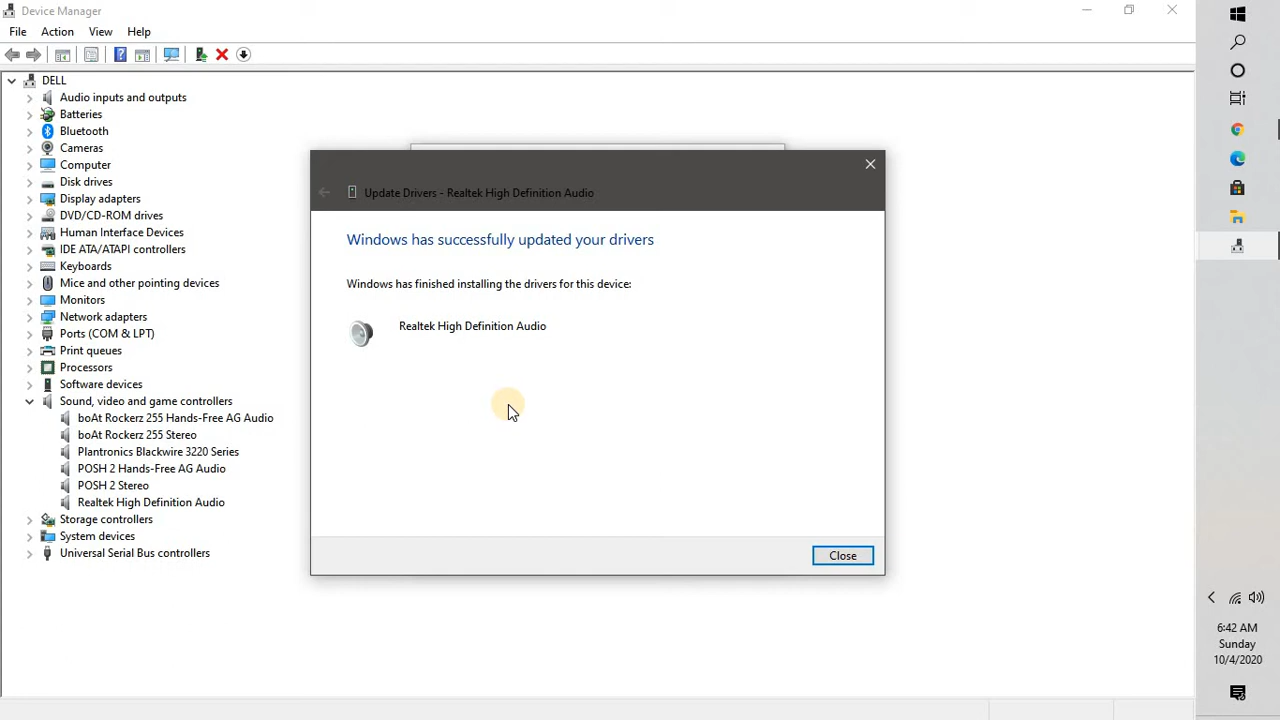 Device Manager
File Action View Help
DELL
Audio inputs and outputs
Batteries
Bluetooth
Cameras
Computer
Disk drives
Display adapters
DVD/CD-ROM drives
Human Interface Devices
IDE ATA/ATAPI controllers
Keyboards
Mice and other pointing devices
Monitors
Network adapters
Ports (COM & LPT)
Print queues
Processors
Software devices
Sound, video and game controllers
boAt Rockerz 255 Hands-Free AG Audio
boAt Rockerz 255 Stereo
Plantronics Blackwire 3220 Series
POSH 2 Hands-Free AG Audio
POSH 2 Stereo
Realtek High Definition Audio
Storage controllers
System devices
Universal Serial Bus controllers
Update Drivers - Realtek High Definition Audio
Windows has successfully updated your drivers
Windows has finished installing the drivers for this device:
Realtek High Definition Audio
Close
6:42 AM
Sunday
10/4/2020